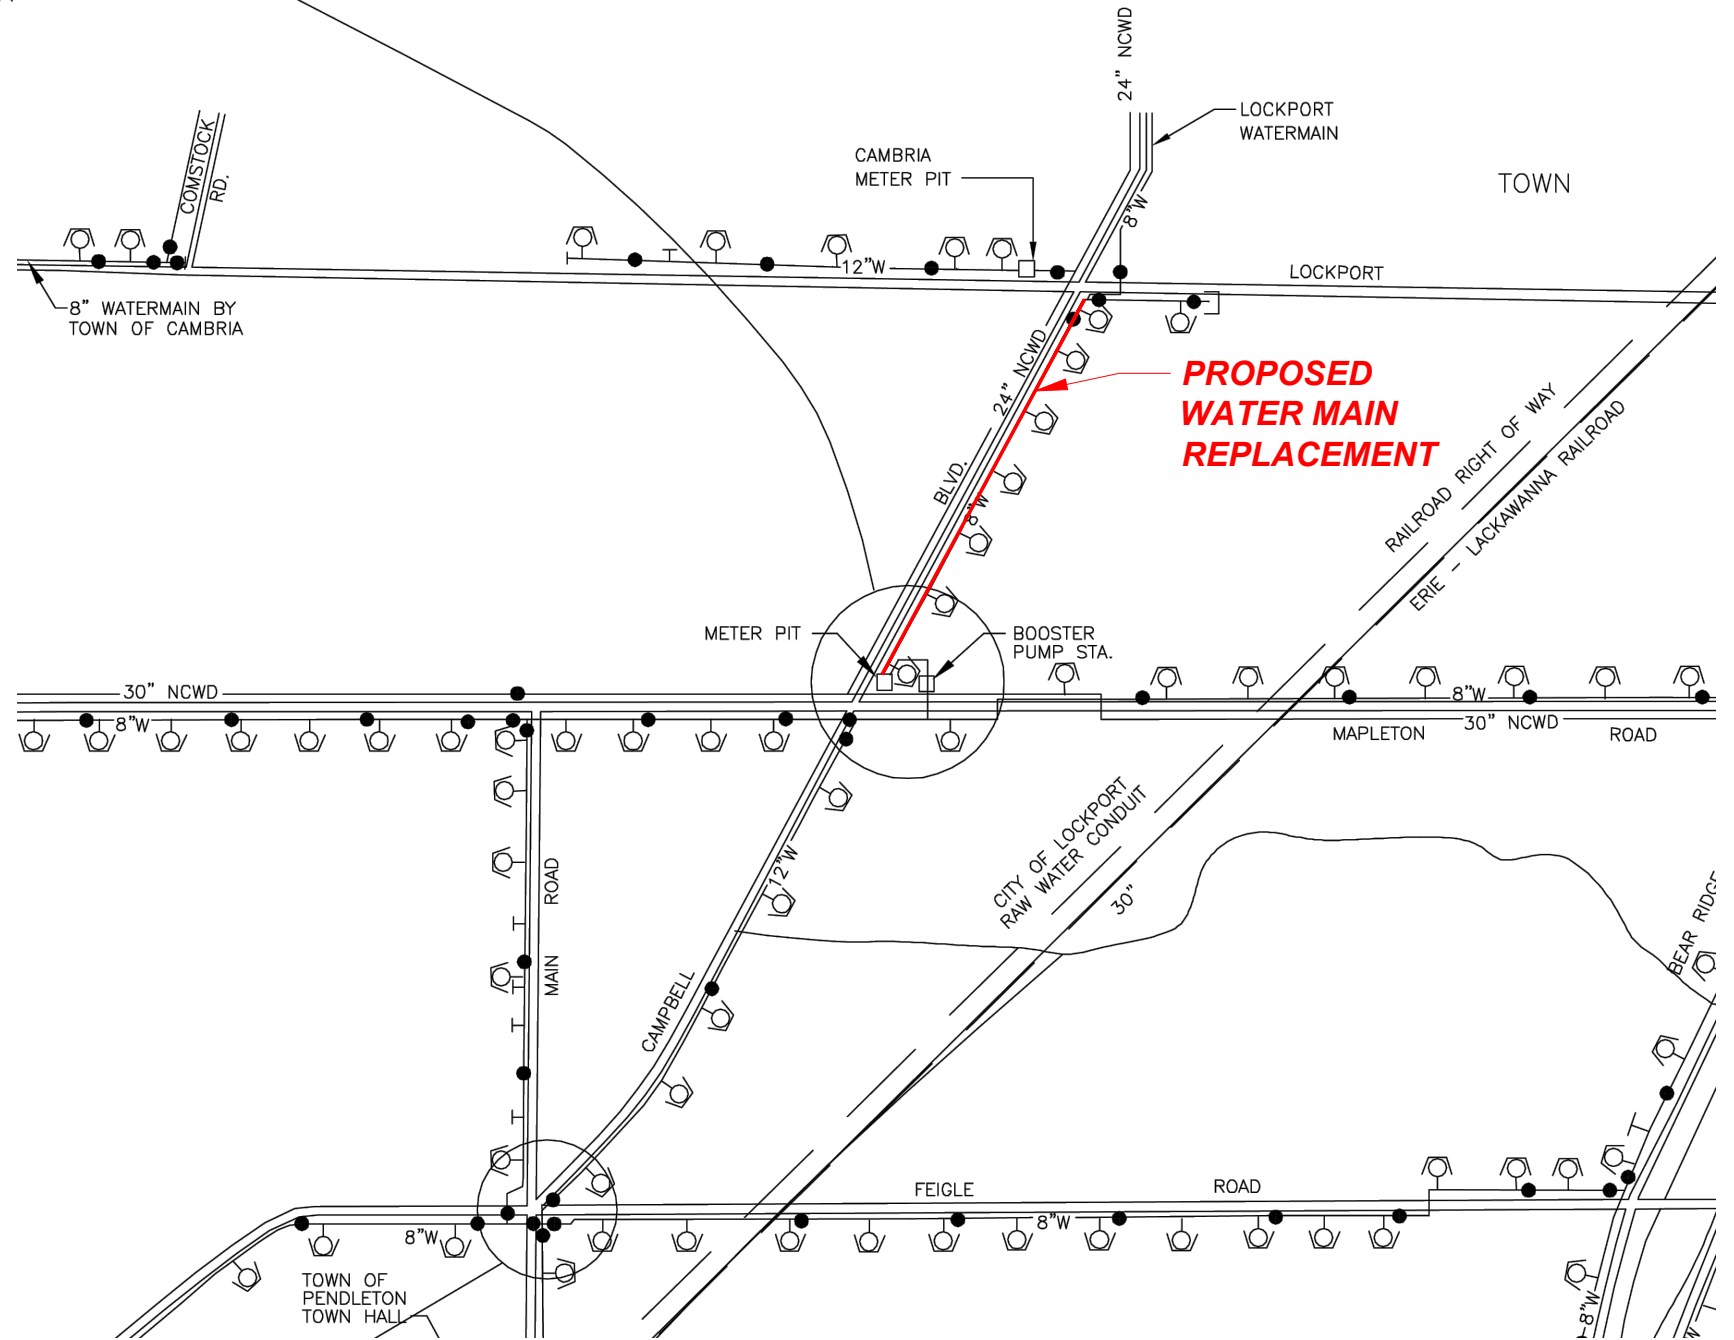 24” NCWD
LOCKPORT
WATERMAIN
CAMBRIA
METER PIT
TOWN
COMSTOCK
RD.
8”W
12”W
LOCKPORT
8” WATERMAIN BY
TOWN OF CAMBRIA
24” NCWD
PROPOSED
WATER MAIN
REPLACEMENT
BLVD.
8”W
RAILROAD RIGHT OF WAY
ERIE - LACKAWANNA RAILROAD
METER PIT
BOOSTER
PUMP STA.
30” NCWD
8”W
8”W
30” NCWD
MAPLETON
ROAD
CITY OF LOCKPORT
RAW WATER CONDUIT
30”
12”W
ROAD
MAIN
CAMPBELL
BEAR RIDGE
FEIGLE
ROAD
8”W
8”W
TOWN OF
PENDLETON
TOWN HALL
8”W
W